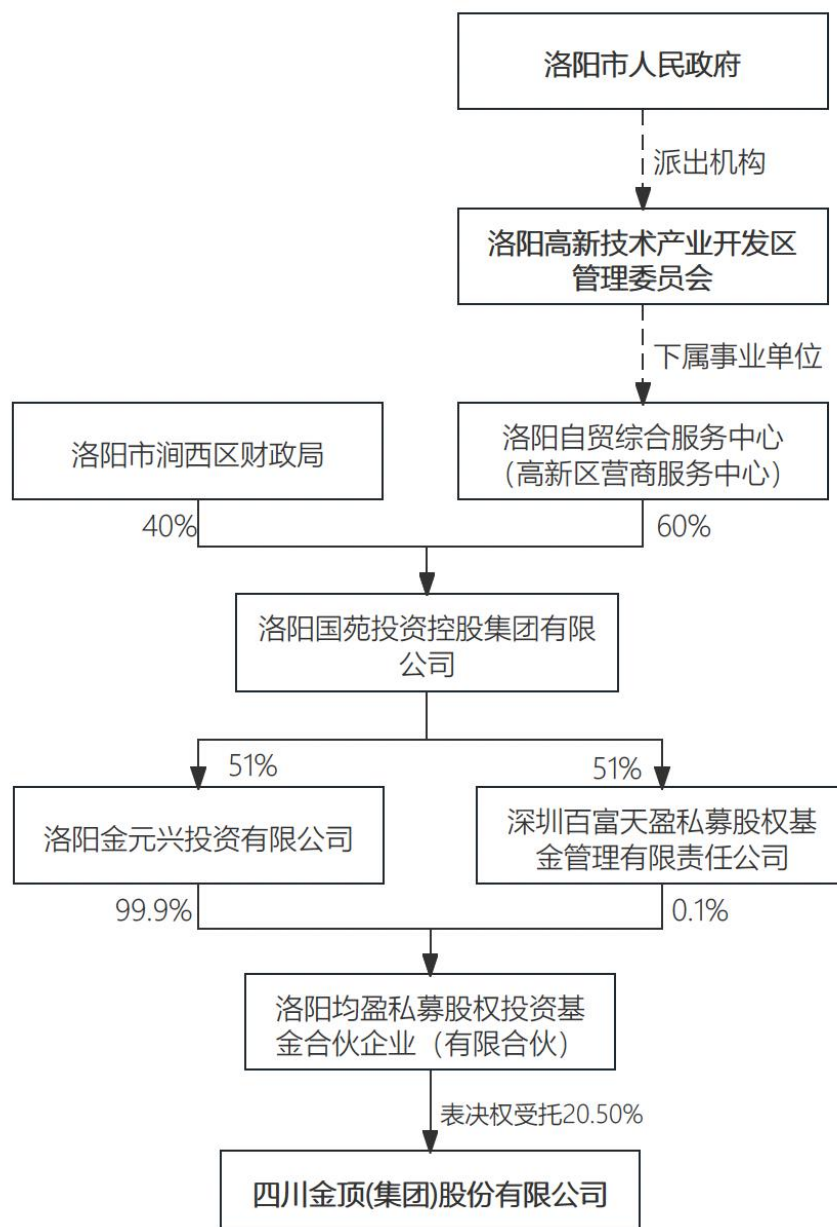 洛阳市人民政府
派出机构
洛阳高新技术产业开发区
管理委员会
下属事业单位
洛阳市涧西区财政局
洛阳自贸综合服务中心
（高新区营商服务中心）
40%
60%
洛阳国苑投资控股集团有限
公司
51%
51%
洛阳金元兴投资有限公司
深圳百富天盈私募股权基
金管理有限责任公司
99.9%
0.1%
洛阳均盈私募股权投资基
金合伙企业（有限合伙）
表决权受托20.50%
四川金顶(集团)股份有限公司